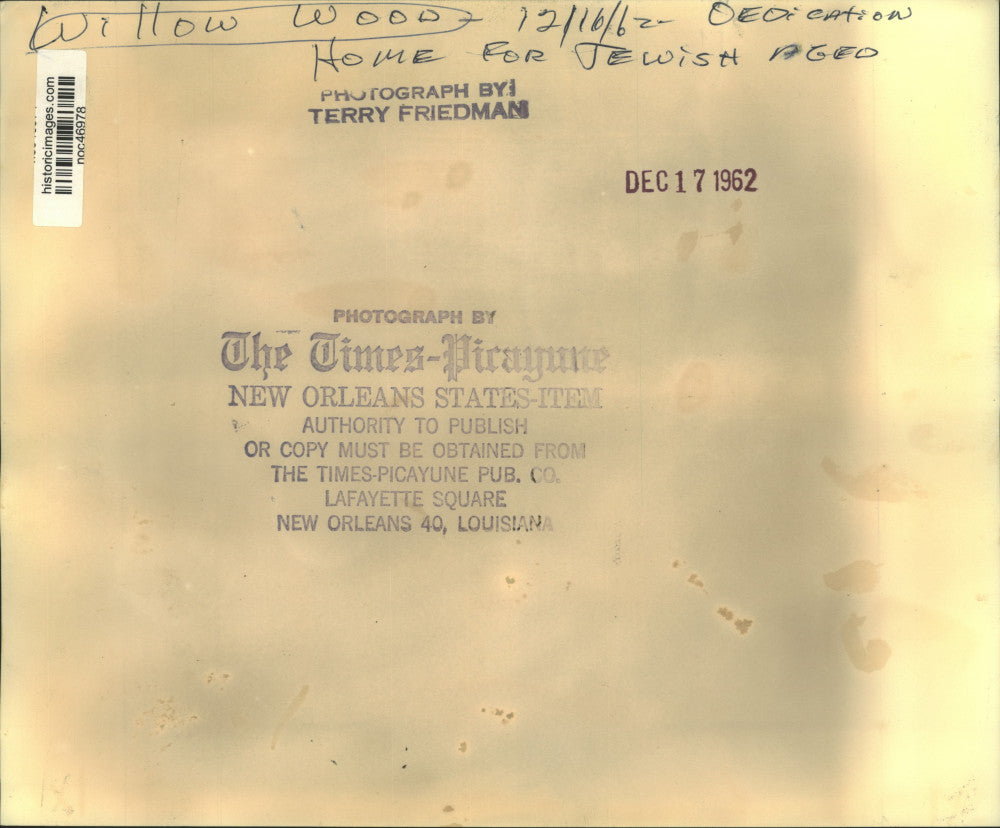 Willow Woods 12/16/62 DEDiCAtioN
HOME FOR JEWiSH AGED
PHOTOGRAPH BY:
TERRY FRIEDMAN
historicimages.com
noc46978
DEC 17 1962
PHOTOGRAPH BY
The Times-Picayune
NEW ORLEANS STATES-ITEM
AUTHORITY TO PUBLISH
OR COPY MUST BE OBTAINED FROM
THE TIMES-PICAYUNE PUB. CO.
LAFAYETTE SQUARE
NEW ORLEANS 40, LOUISIANA